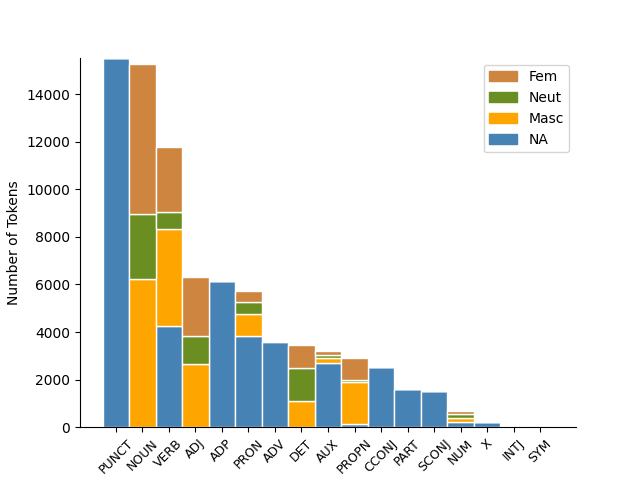 Number of Tokens
14000
12000
10000
8000
6000
4000
2000
0
Fem
Neut
Masc
NA
PUNCT
NOUN
VERB
ADJ
ADP
PRON
ADV
DET
AUX
PROPN
CCONJ
PART
SCONJ
NUM
X
INTJ
SYM